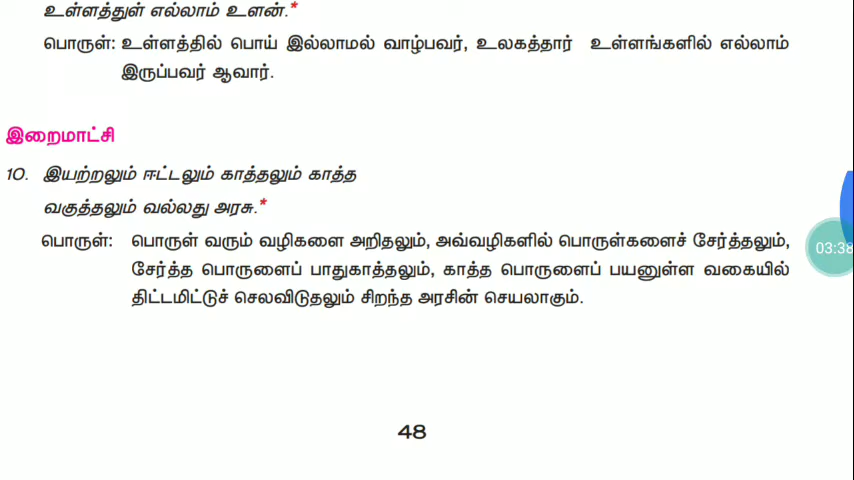 உள்ளத்துள் எல்லாம் உளன்.*
பொருள்: உள்ளத்தில் பொய் இல்லாமல் வாழ்பவர், உலகத்தார் உள்ளங்களில் எல்லாம்
இருப்பவர் ஆவார்.
இறைமாட்சி
10. இயற்றலும் ஈட்டலும் காத்தலும் காத்த
வகுத்தலும் வல்லது அரசு.*
பொருள்: பொருள் வரும் வழிகளை அறிதலும், அவ்வழிகளில் பொருள்களைச் சேர்த்தலும்,
சேர்த்த பொருளைப் பாதுகாத்தலும், காத்த பொருளைப் பயனுள்ள வகையில்
திட்டமிட்டுச் செலவிடுதலும் சிறந்த அரசின் செயலாகும்.
03:38
48